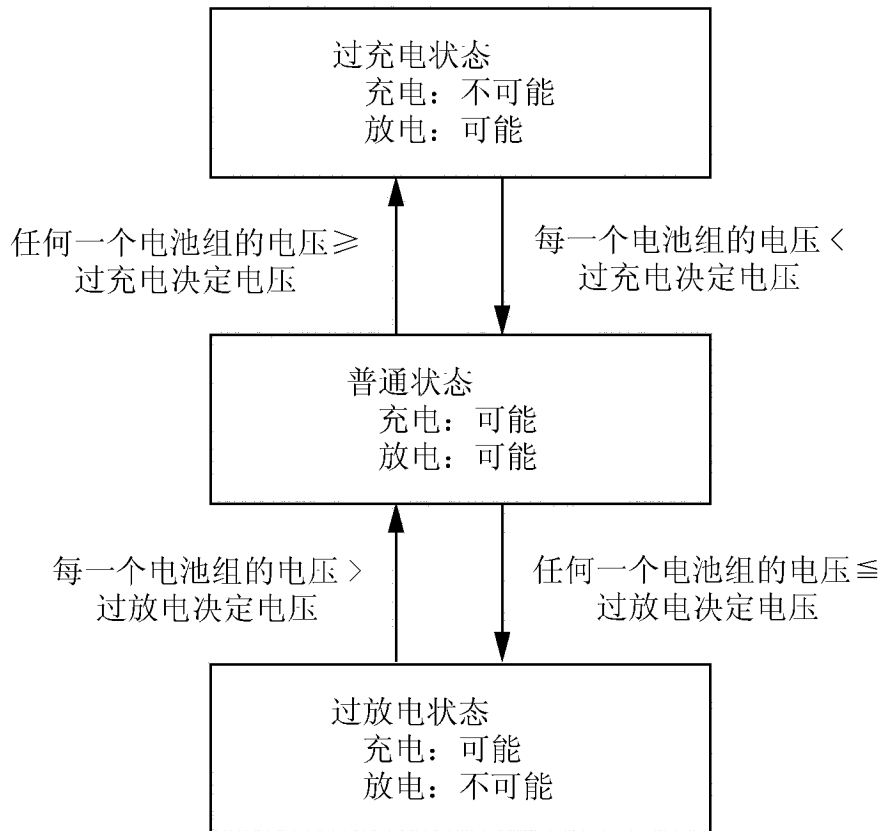 过充电状态
充电：不可能
放电：可能
任何一个电池组的电压≥
过充电决定电压
每一个电池组的电压<
过充电决定电压
普通状态
充电：可能
放电：可能
每一个电池组的电压>
过放电决定电压
任何一个电池组的电压≦
过放电决定电压
过放电状态
充电：可能
放电：不可能